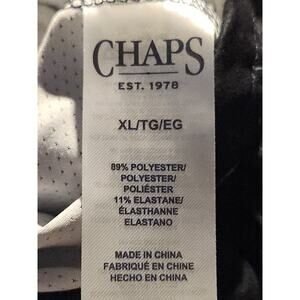 CHAPS
EST. 1978
XL/TG/EG
89% POLYESTER/
POLYESTER/
POLIÉSTER
11% ELASTANE/
ÉLASTHANNE
ELASTANO
MADE IN CHINA
FABRIQUÉ EN CHINE
HECHO EN CHINA